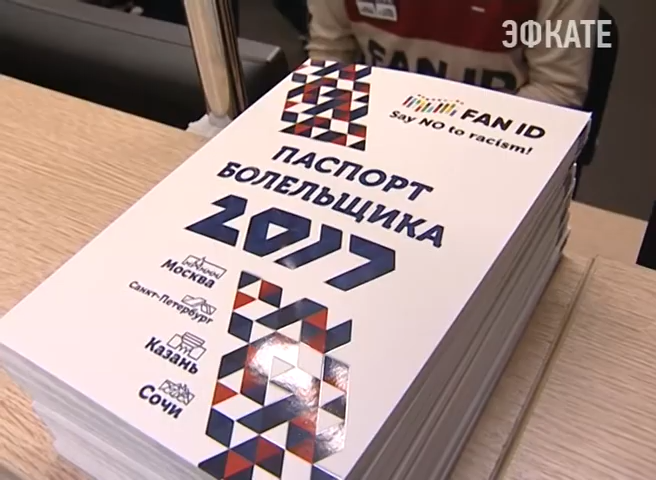 ЭФКАТЕ
FAN ID
FAN ID
Say NO to racism!
ПАСПОРТ
БОЛЕЛЬЩИКА
2017
Москва
Санкт-Петербург
Казань
Сочи